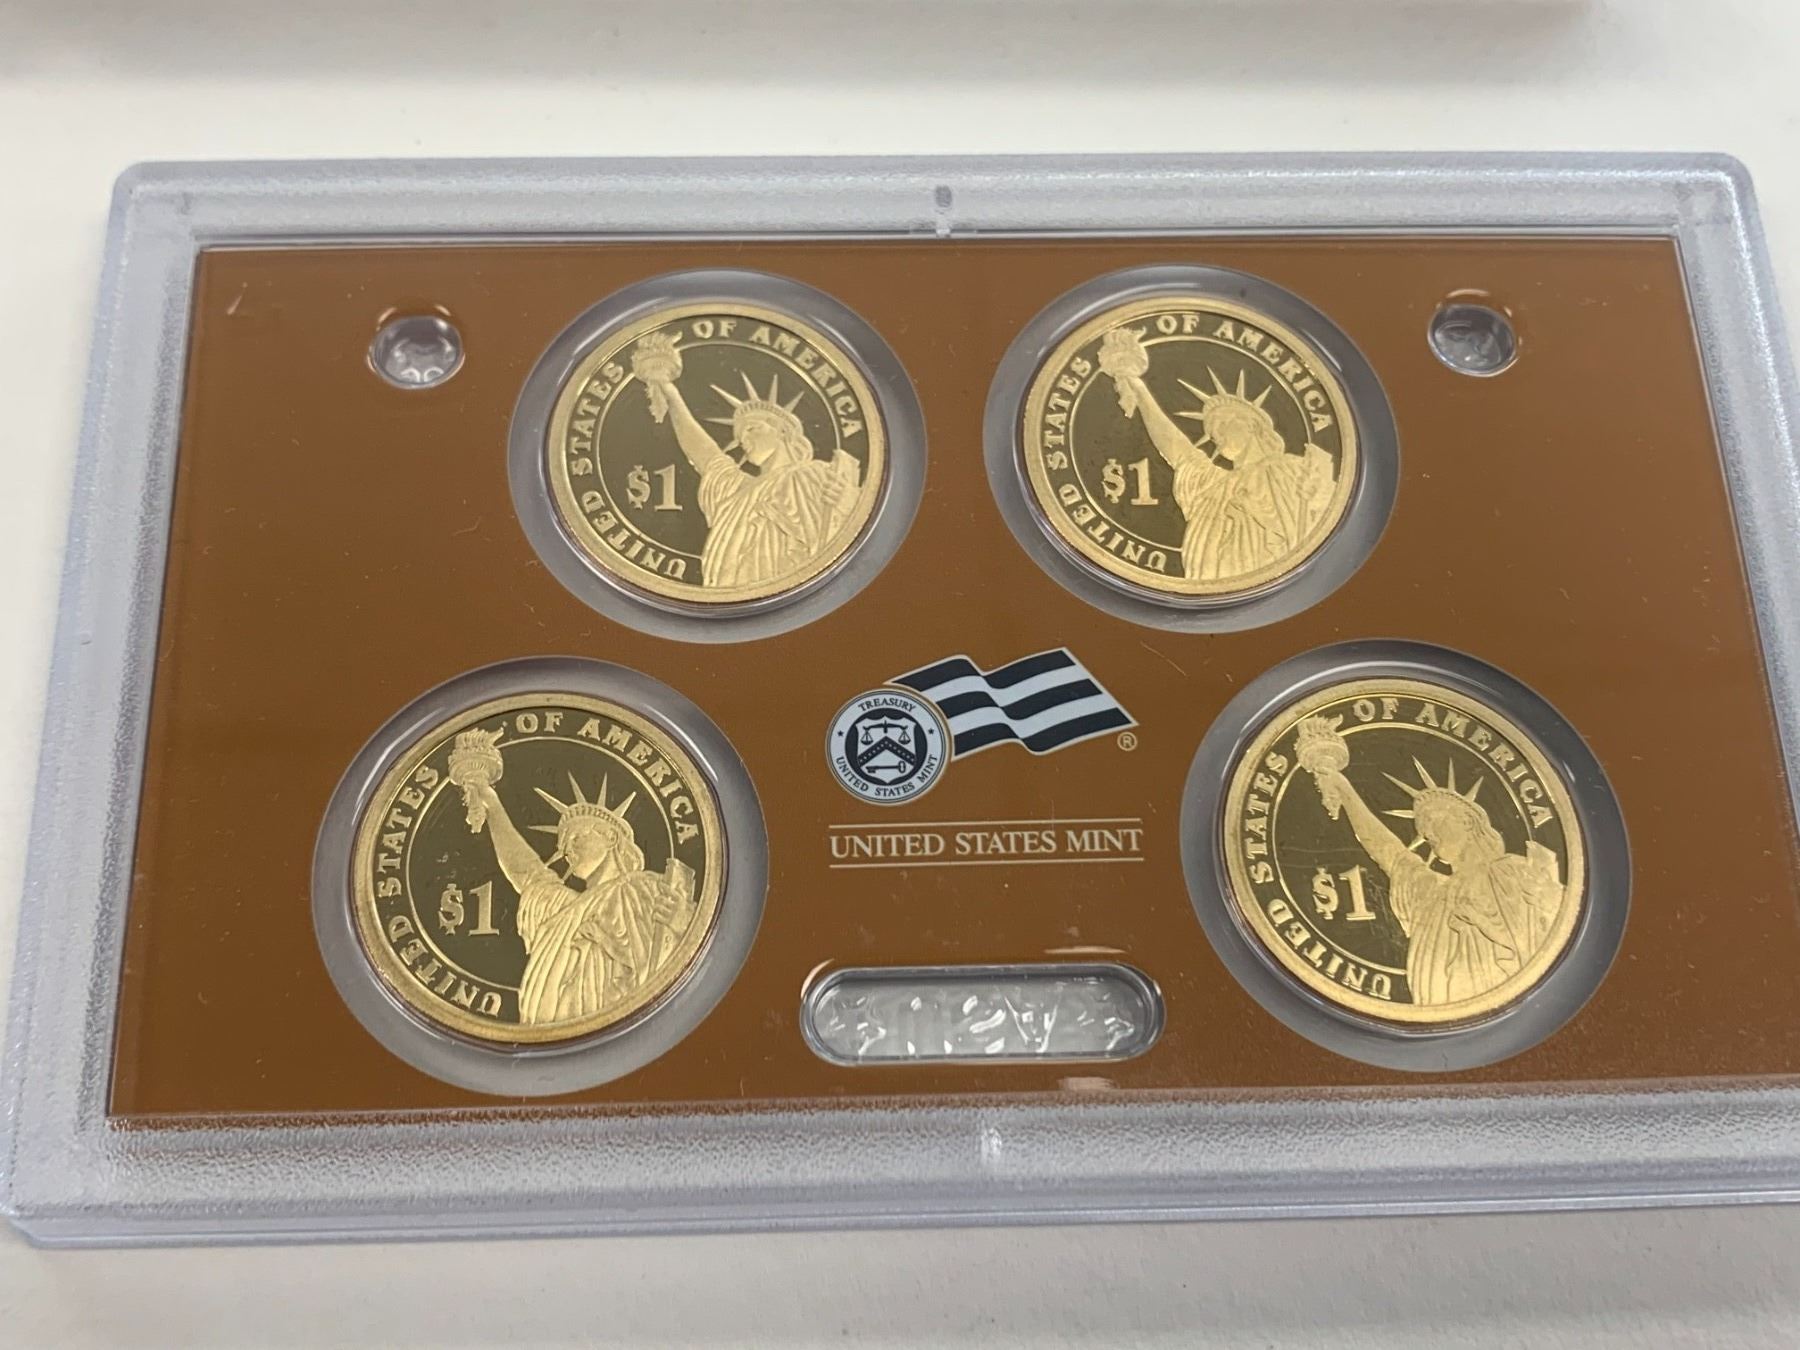 UNITED STATES OF AMERICA
$1
UNITED STATES OF AMERICA
$1
UNITED STATES OF AMERICA
$1
TREASURY
UNITED STATES MINT
®
UNITED STATES MINT
UNITED STATES OF AMERICA
$1